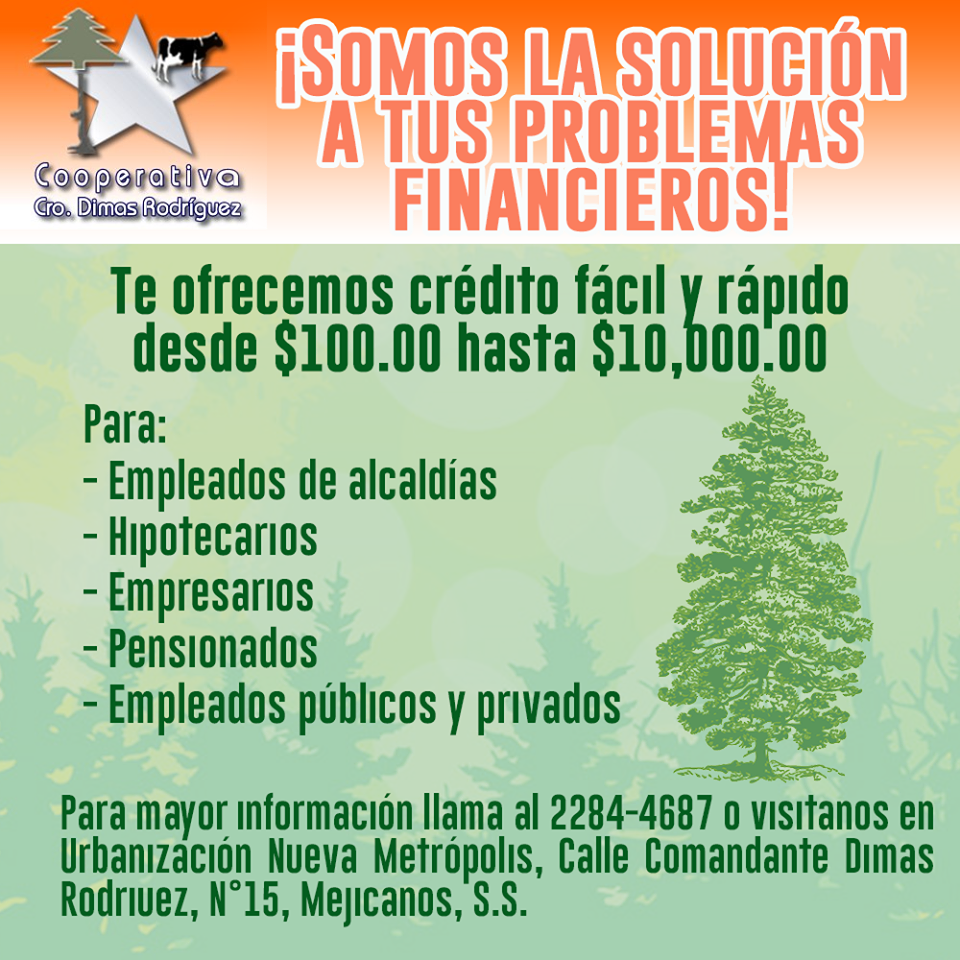 Cooperativa
Cro. Dimas Rodríguez
¡SOMOS LA SOLUCIÓN
A TUS PROBLEMAS
FINANCIEROS!
Te ofrecemos crédito fácil y rápido
desde $100.00 hasta $10,000.00
Para:
- Empleados de alcaldías
- Hipotecarios
- Empresarios
- Pensionados
- Empleados públicos y privados
Para mayor información llama al 2284-4687 o visitanos en
Urbanización Nueva Metrópolis, Calle Comandante Dimas
Rodriuez, N°15, Mejicanos, S.S.